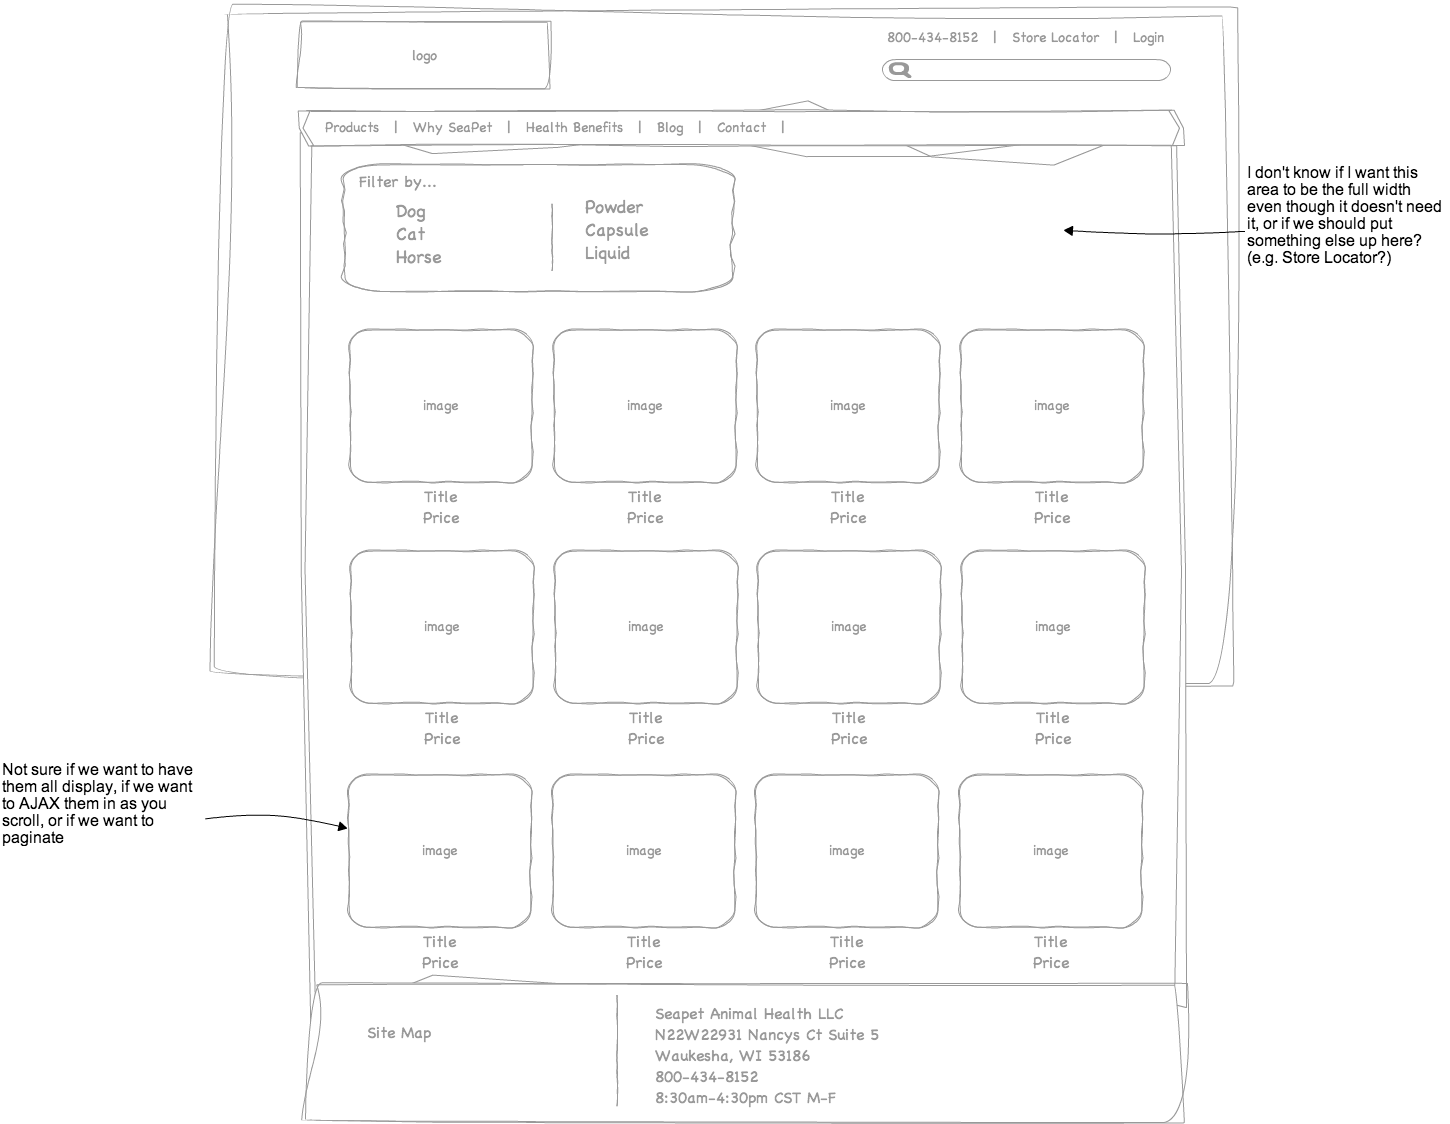 logo
800-434-8152 | Store Locator | Login
Products | Why SeaPet | Health Benefits | Blog | Contact |
Filter by...
Dog
Cat
Horse
Powder
Capsule
Liquid
I don't know if I want this
area to be the full width
even though it doesn't need
it, or if we should put
something else up here?
(e.g. Store Locator?)
image image image image
Title Title Title Title
Price Price Price Price
image image image image
Title Title Title Title
Price Price Price Price
Not sure if we want to have
them all display, if we want
to AJAX them in as you
scroll, or if we want to
paginate
image image image image
Title Title Title Title
Price Price Price Price
Site Map
Seapet Animal Health LLC
N22W22931 Nancys Ct Suite 5
Waukesha, WI 53186
800-434-8152
8:30am-4:30pm CST M-F